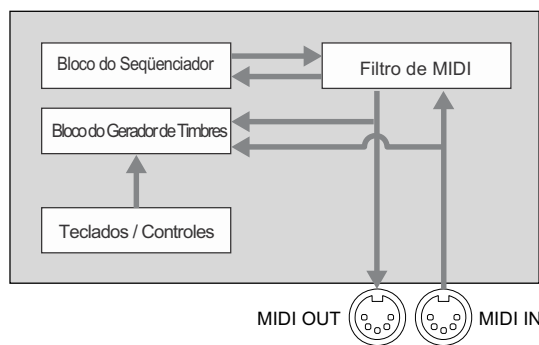 Bloco do Seqüenciador
Filtro de MIDI
Bloco do Gerador de Timbres
Teclados / Controles
MIDI OUT
MIDI IN